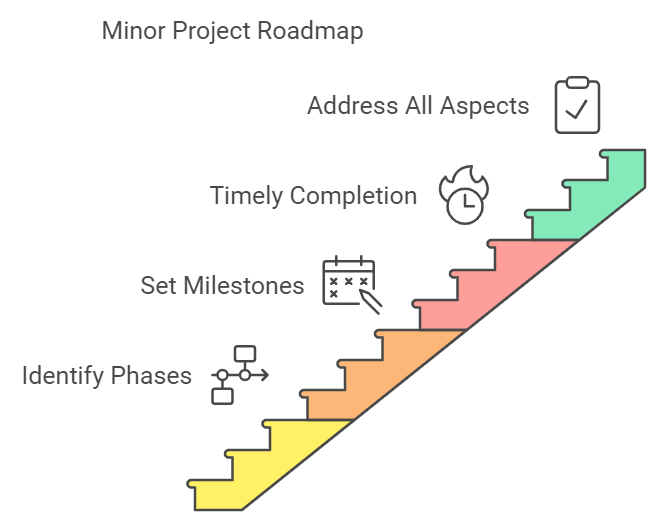 Minor Project Roadmap
Address All Aspects
Timely Completion
Set Milestones
Identify Phases